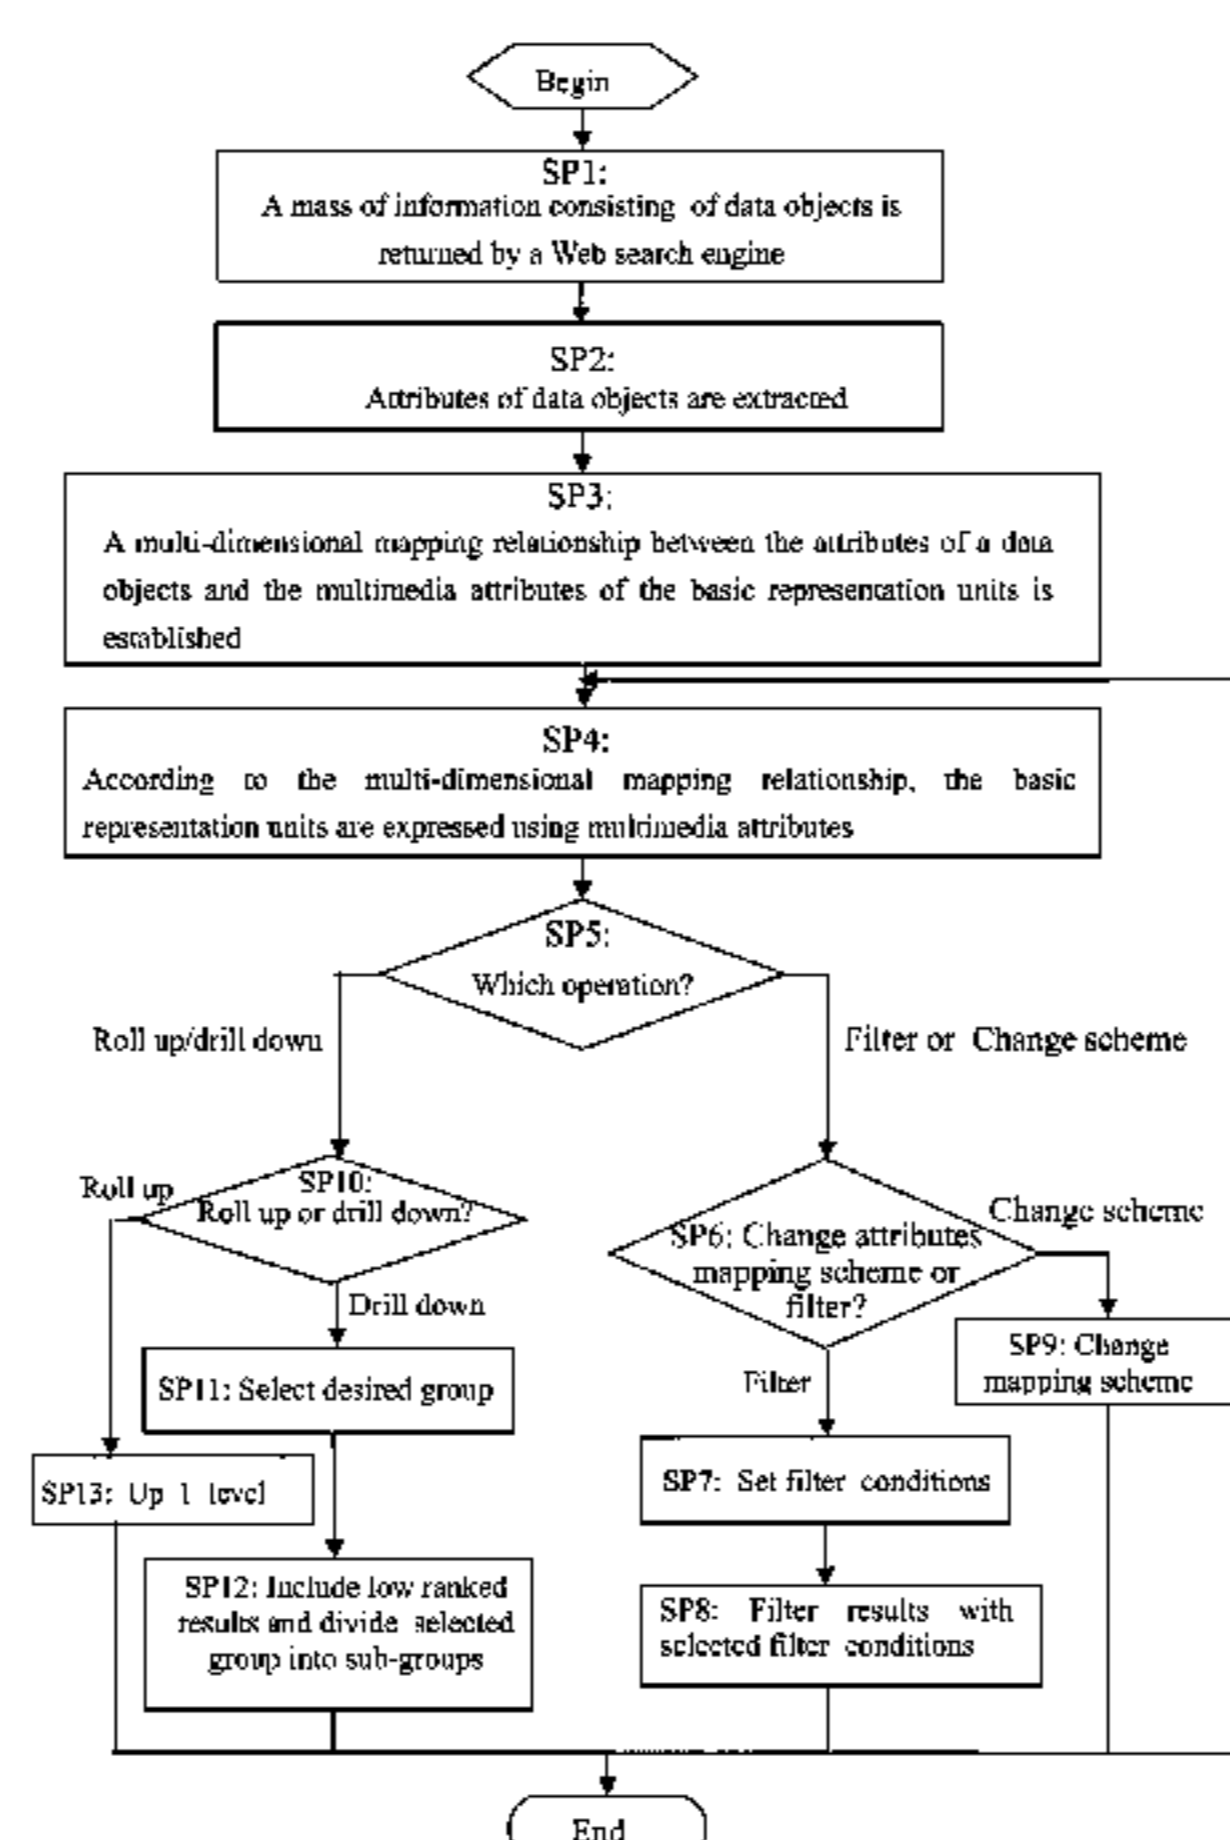 Begin
SP1:
A mass of information consisting of data objects is
returned by a Web search engine
SP2:
Attributes of data objects are extracted
SP3:
A multi-dimensional mapping relationship between the attributes of a data
objects and the multimedia attributes of the basic representation units is
established
SP4:
According to the multi-dimensional mapping relationship, the basic
representation units are expressed using multimedia attributes
SP5:
Which operation?
Roll up/drill down
Filter or Change scheme
Roll up
SP10:
Roll up or drill down?
Change scheme
SP6: Change attributes
mapping scheme or
filter?
Drill down
SP9: Change
mapping scheme
Filter
SP11: Select desired group
SP7: Set filter conditions
SP13: Up 1 level
SP12: Include low ranked
results and divide selected
group into sub-groups
SP8: Filter results with
selected filter conditions
End